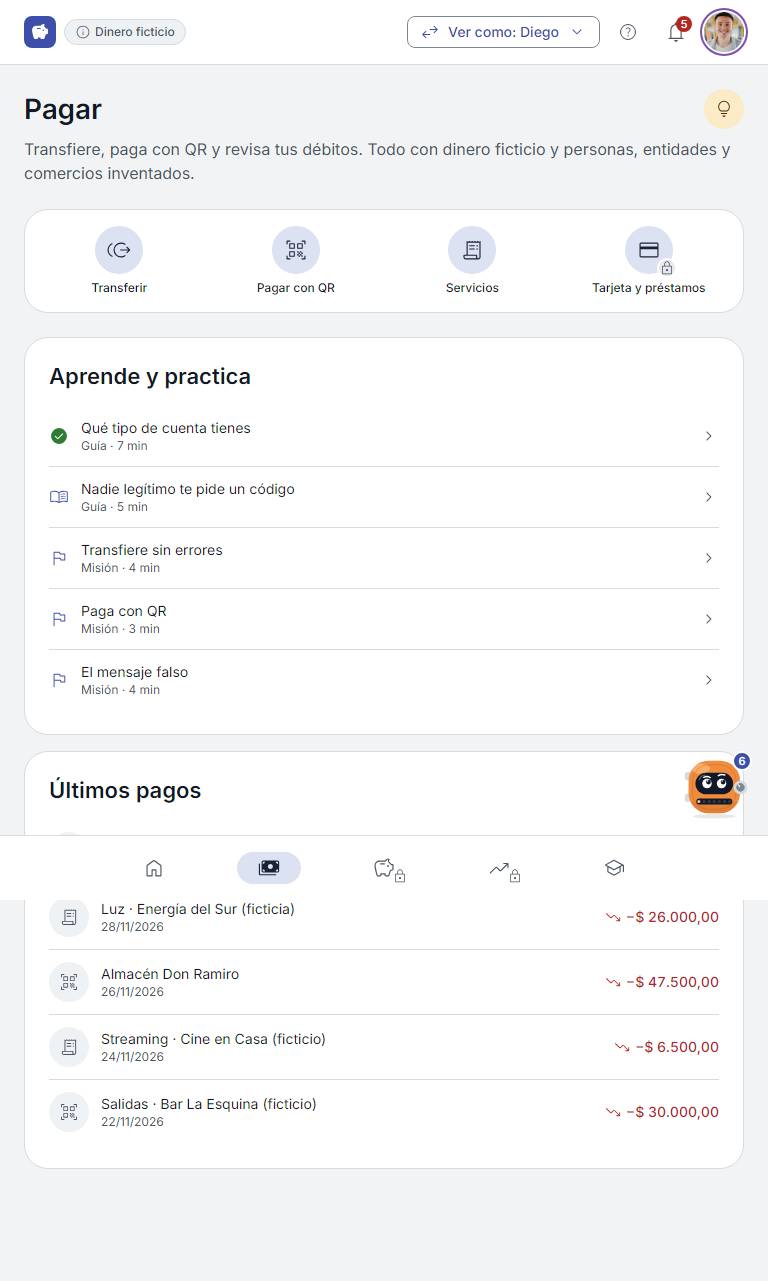 Dinero ficticio
Ver como: Diego
5
Pagar
Transfiere, paga con QR y revisa tus débitos. Todo con dinero ficticio y personas, entidades y
comercios inventados.
Transferir
Pagar con QR
Servicios
Tarjeta y préstamos
Aprende y practica
Qué tipo de cuenta tienes
Guía · 7 min
Nadie legítimo te pide un código
Guía · 5 min
Transfiere sin errores
Misión · 4 min
Paga con QR
Misión · 3 min
El mensaje falso
Misión · 4 min
Últimos pagos
6
Luz · Energía del Sur (ficticia)
28/11/2026
−$ 26.000,00
Almacén Don Ramiro
26/11/2026
−$ 47.500,00
Streaming · Cine en Casa (ficticio)
24/11/2026
−$ 6.500,00
Salidas · Bar La Esquina (ficticio)
22/11/2026
−$ 30.000,00